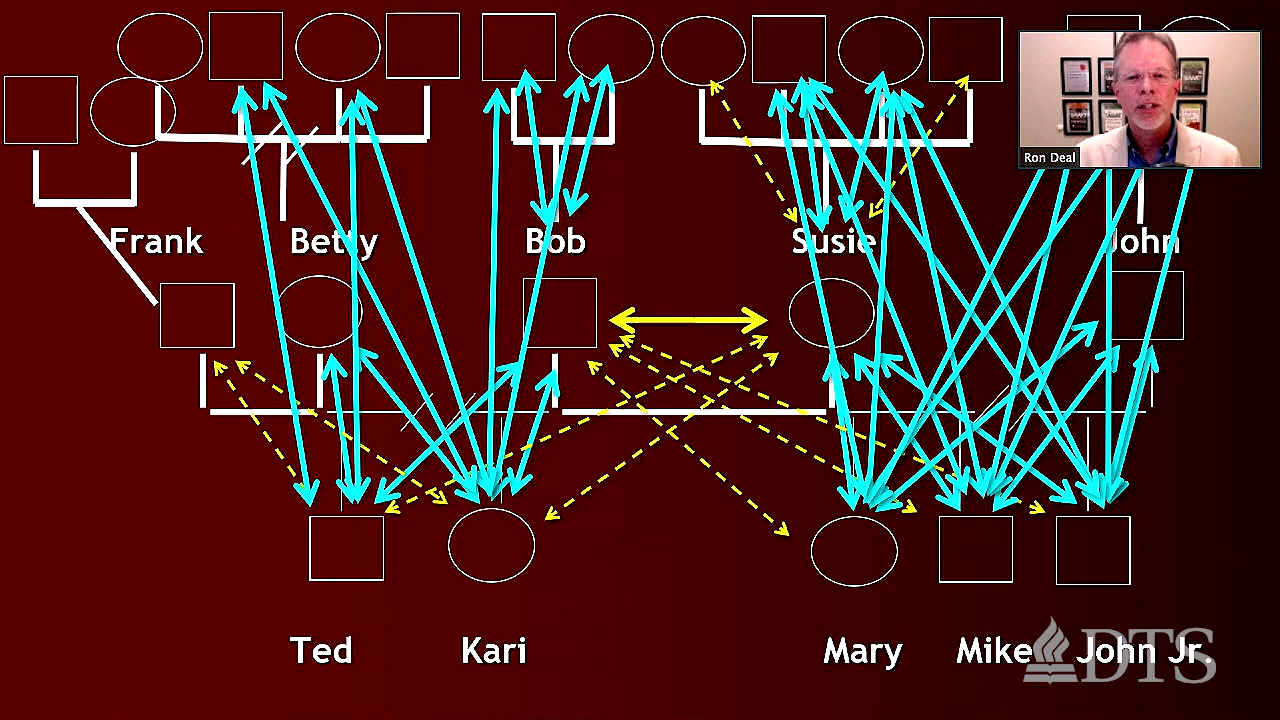 Ron Deal
Frank Betty Bob Susie John
Ted Kari Mary Mike John Jr.
DTS